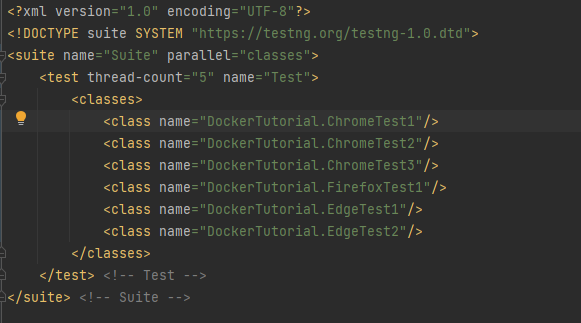 <?xml version="1.0" encoding="UTF-8"?>
<!DOCTYPE suite SYSTEM "https://testng.org/testng-1.0.dtd">
<suite name="Suite" parallel="classes">
<test thread-count="5" name="Test">
<classes>
<class name="DockerTutorial.ChromeTest1"/>
<class name="DockerTutorial.ChromeTest2"/>
<class name="DockerTutorial.ChromeTest3"/>
<class name="DockerTutorial.FirefoxTest1"/>
<class name="DockerTutorial.EdgeTest1"/>
<class name="DockerTutorial.EdgeTest2"/>
</classes>
</test> <!-- Test -->
</suite> <!-- Suite -->